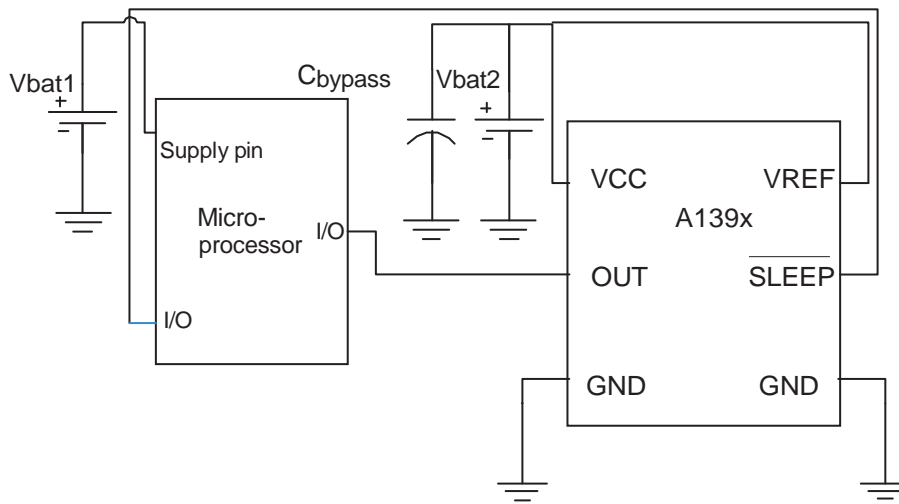 Vbat1
+
-
Cbypass
Vbat2
+
-
Supply pin
Micro-
processor
I/O
I/O
VCC
VREF
A139x
OUT
SLEEP
GND
GND